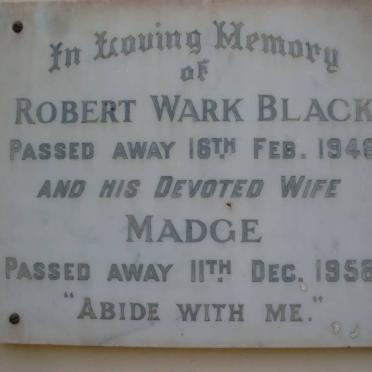 In Loving Memory
of
ROBERT WARK BLACK
PASSED AWAY 16TH FEB. 1946
AND HIS DEVOTED WIFE
MADGE
PASSED AWAY 11TH DEC. 1958
"ABIDE WITH ME."